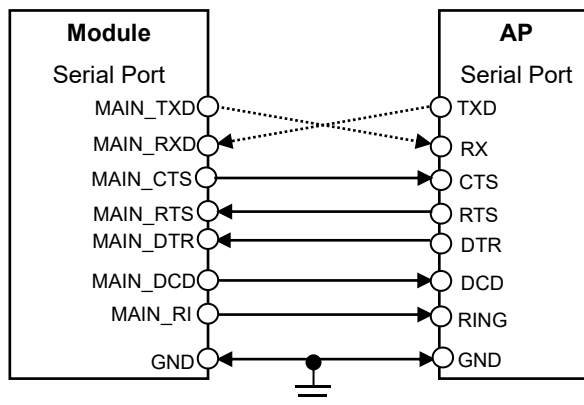 Module
Serial Port
MAIN_TXD
MAIN_RXD
MAIN_CTS
MAIN_RTS
MAIN_DTR
MAIN_DCD
MAIN_RI
GND
AP
Serial Port
TXD
RX
CTS
RTS
DTR
DCD
RING
GND